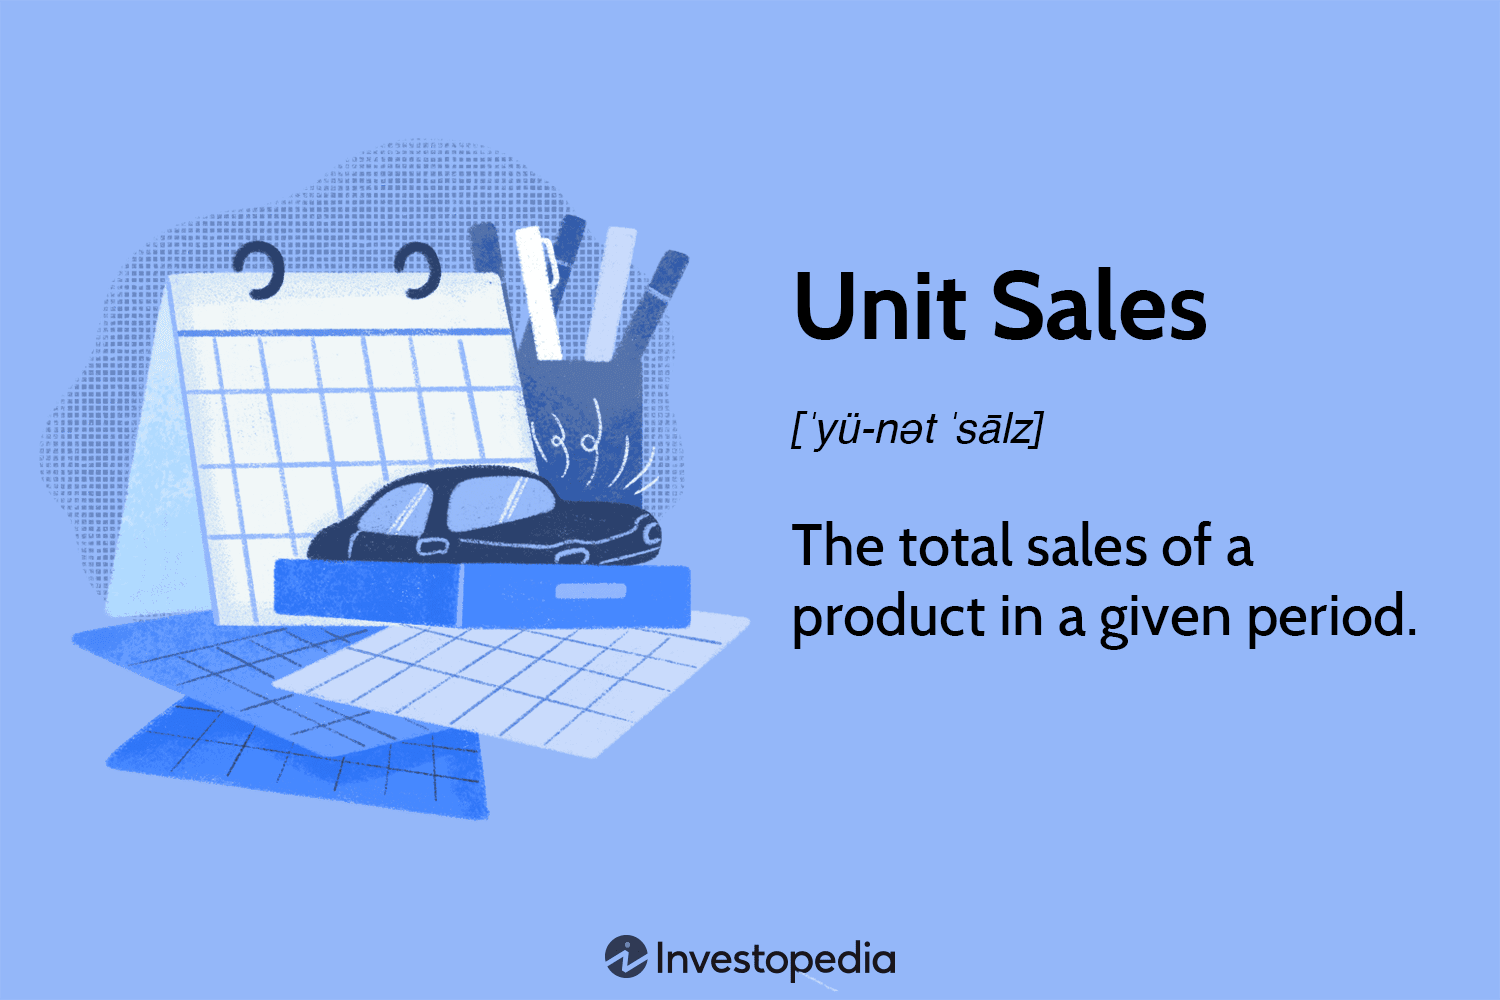 Unit Sales
[ˈyü-nət ˈsālz]
The total sales of a
product in a given period.
Investopedia